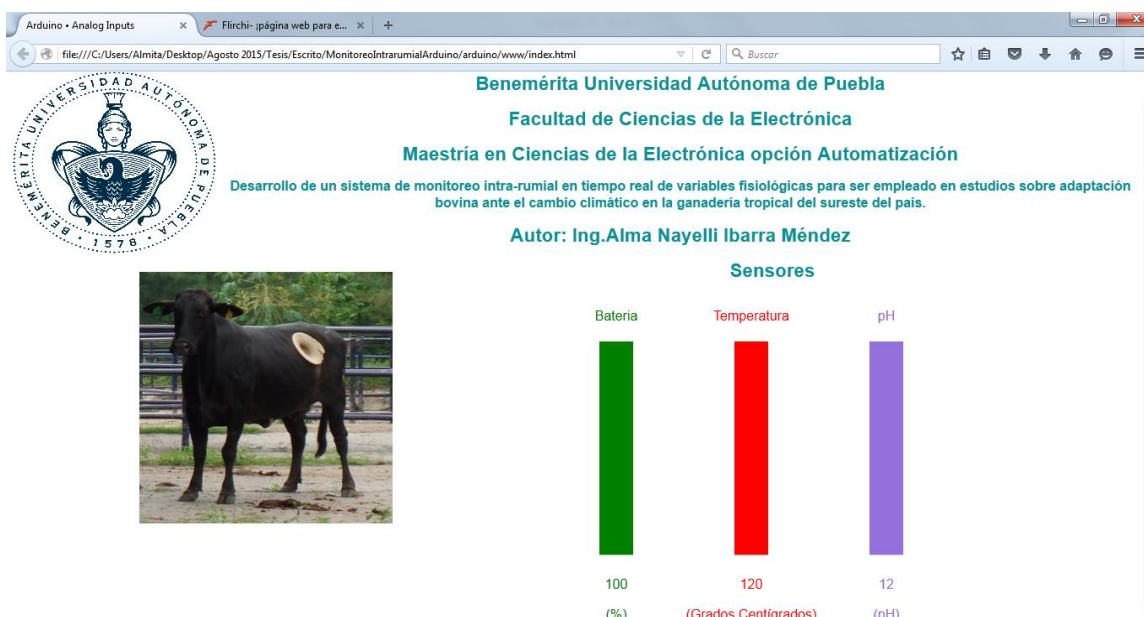 Arduino • Analog Inputs
Flirchi- ¡página web para e...
file:///C:/Users/Almita/Desktop/Agosto 2015/Tesis/Escrito/MonitoreoIntrarumialArduino/arduino/www/index.html
Buscar
BENEMÉRITA UNIVERSIDAD AUTÓNOMA DE PUEBLA
1578
Benemérita Universidad Autónoma de Puebla
Facultad de Ciencias de la Electrónica
Maestría en Ciencias de la Electrónica opción Automatización
Desarrollo de un sistema de monitoreo intra-rumial en tiempo real de variables fisiológicas para ser empleado en estudios sobre adaptación
bovina ante el cambio climático en la ganadería tropical del sureste del país.
Autor: Ing.Alma Nayelli Ibarra Méndez
Sensores
Bateria Temperatura pH
100 120 12
(%) (Grados Centígrados) (pH)